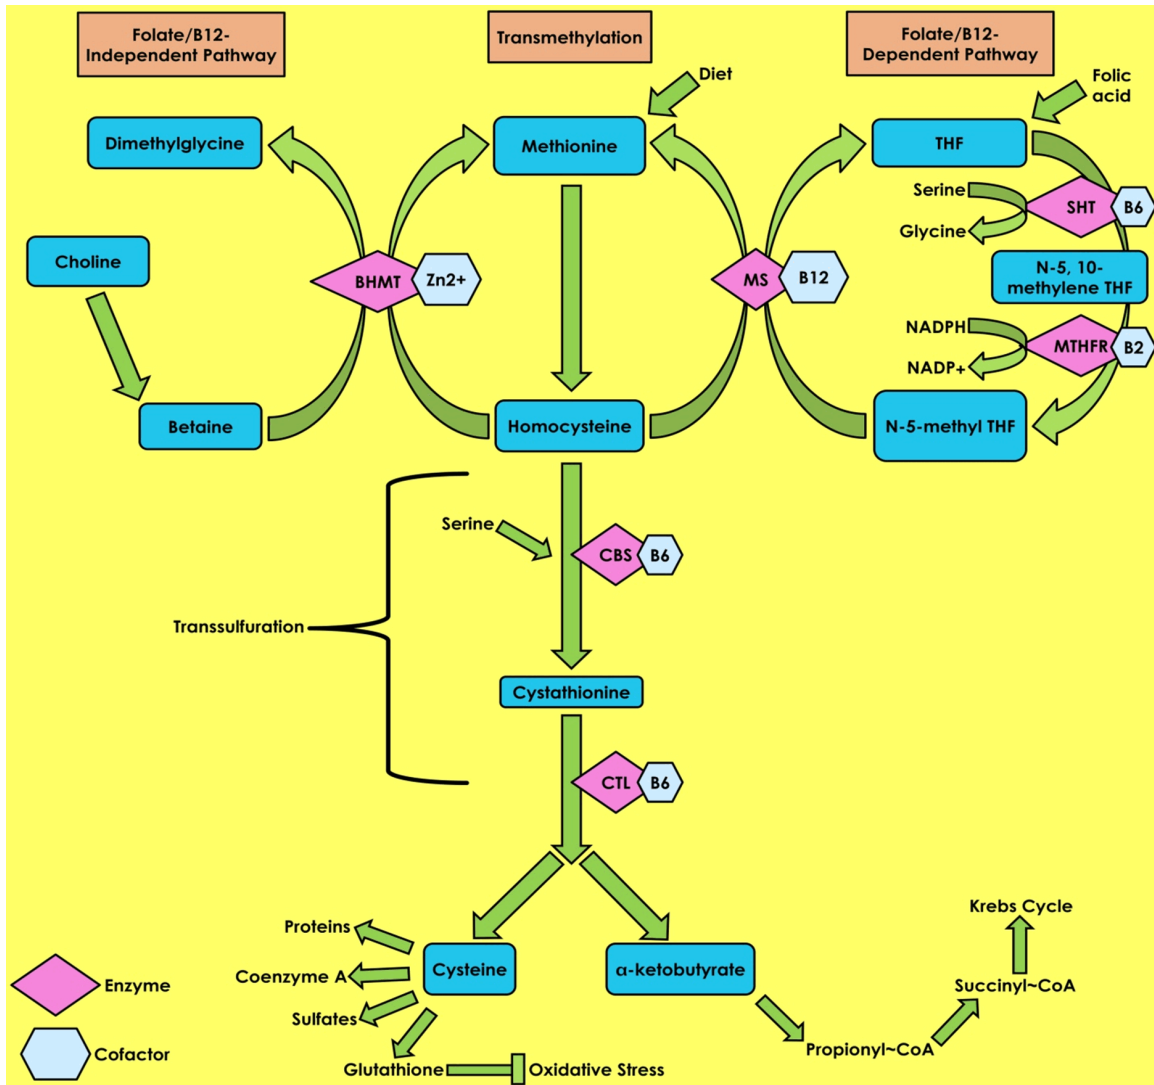 Folate/B12-
Independent Pathway
Transmethylation
Folate/B12-
Dependent Pathway
Diet
Folic
acid
Dimethylglycine
Methionine
THF
Serine
SHT
B6
Glycine
Choline
BHMT
Zn2+
MS
B12
N-5, 10-
methylene THF
NADPH
MTHFR
B2
NADP+
Betaine
Homocysteine
N-5-methyl THF
Serine
CBS
B6
Transsulfuration
Cystathionine
CTL
B6
Krebs Cycle
Proteins
Cysteine
α-ketobutyrate
Coenzyme A
Enzyme
Succinyl~CoA
Sulfates
Propionyl~CoA
Cofactor
Glutathione
Oxidative Stress